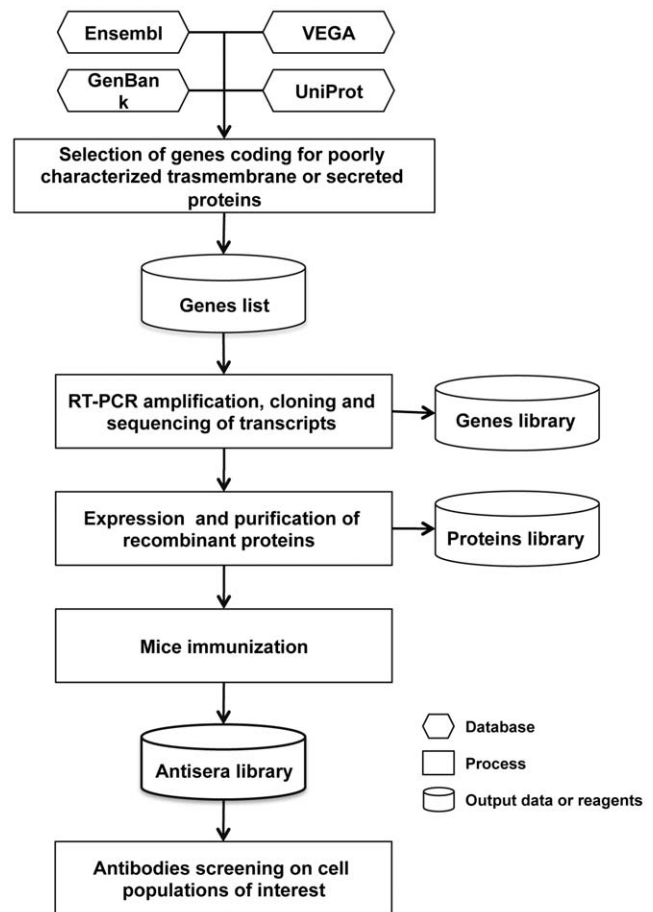 Ensembl
VEGA
GenBan
k
UniProt
Selection of genes coding for poorly
characterized trasmembrane or secreted
proteins
Genes list
RT-PCR amplification, cloning and
sequencing of transcripts
Genes library
Expression and purification of
recombinant proteins
Proteins library
Mice immunization
Antisera library
Database
Process
Output data or reagents
Antibodies screening on cell
populations of interest